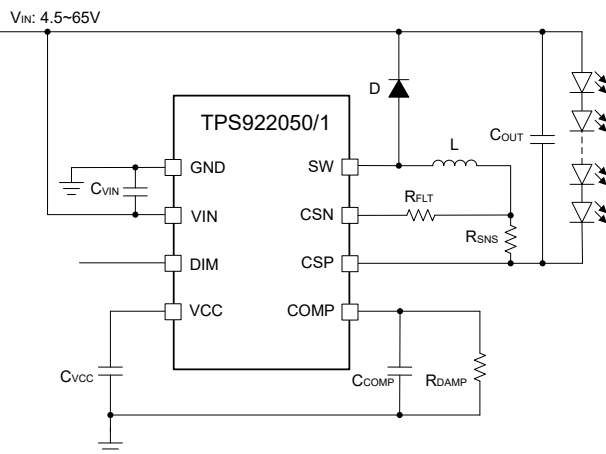 VIN: 4.5~65V
D
TPS922050/1
COUT
L
GND
SW
CVIN
RFLT
VIN
CSN
RSNS
DIM
CSP
VCC
COMP
CVCC
CCOMP
RDAMP